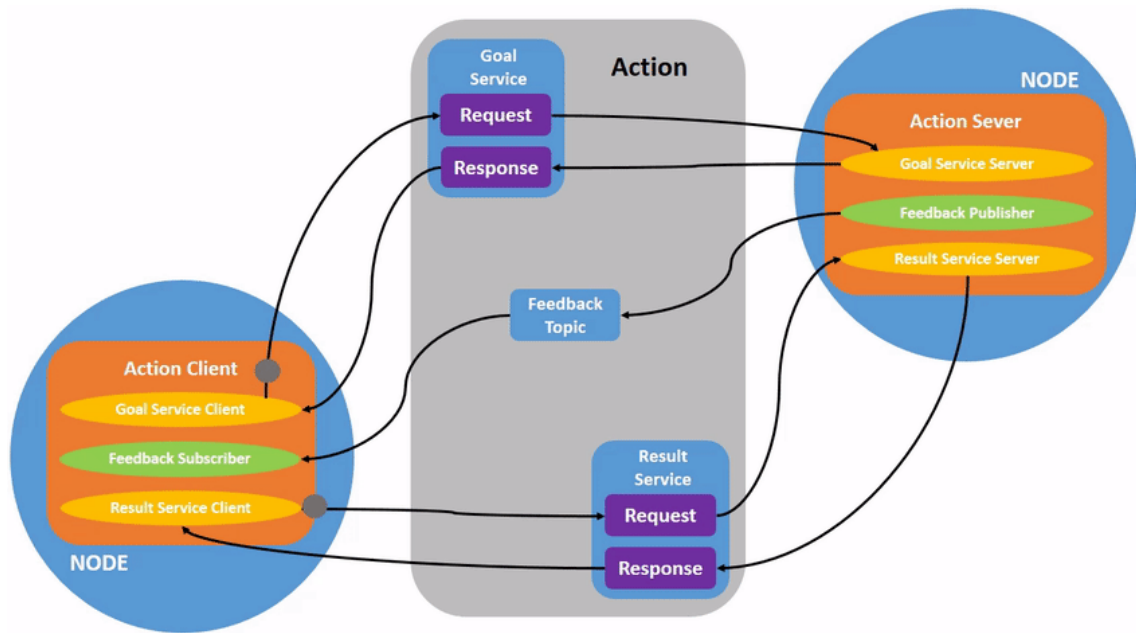 Goal
Service
Action
Request
Response
NODE
Action Sever
Goal Service Server
Feedback Publisher
Result Service Server
Feedback
Topic
Action Client
Goal Service Client
Feedback Subscriber
Result Service Client
NODE
Result
Service
Request
Response